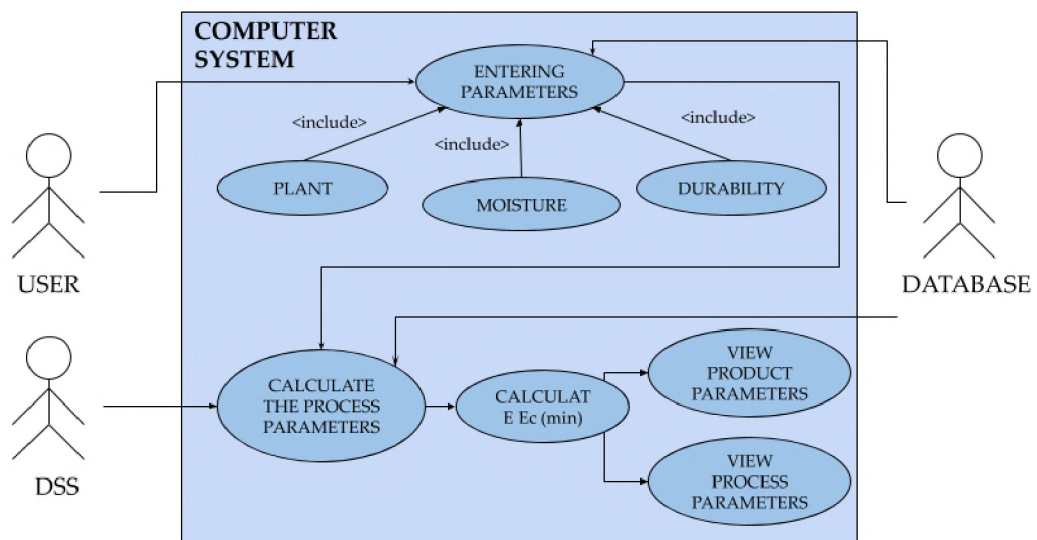 COMPUTER
SYSTEM
ENTERING
PARAMETERS
<include>
<include>
<include>
PLANT
MOISTURE
DURABILITY
USER
DATABASE
CALCULATE
THE PROCESS
PARAMETERS
CALCULAT
E Ec (min)
VIEW
PRODUCT
PARAMETERS
VIEW
PROCESS
PARAMETERS
DSS